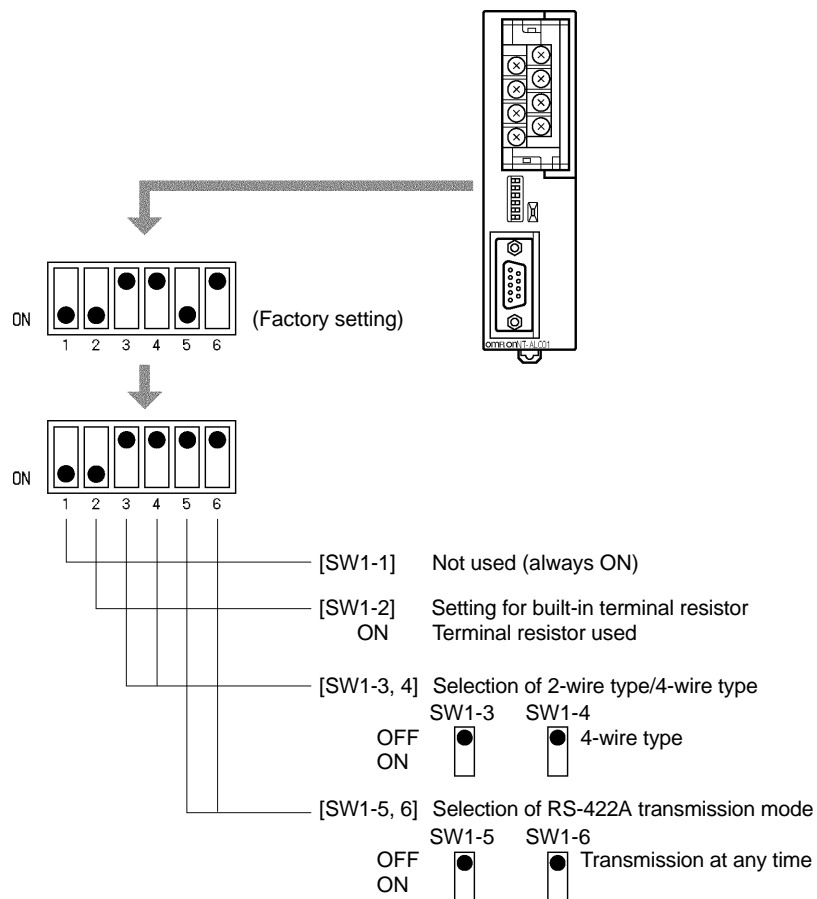 OMRON NT-AL001
ON (Factory setting)
1 2 3 4 5 6
ON
1 2 3 4 5 6
[SW1-1] Not used (always ON)
[SW1-2] Setting for built-in terminal resistor
ON Terminal resistor used
[SW1-3, 4] Selection of 2-wire type/4-wire type
SW1-3 SW1-4
OFF 4-wire type
ON
[SW1-5, 6] Selection of RS-422A transmission mode
SW1-5 SW1-6
OFF Transmission at any time
ON